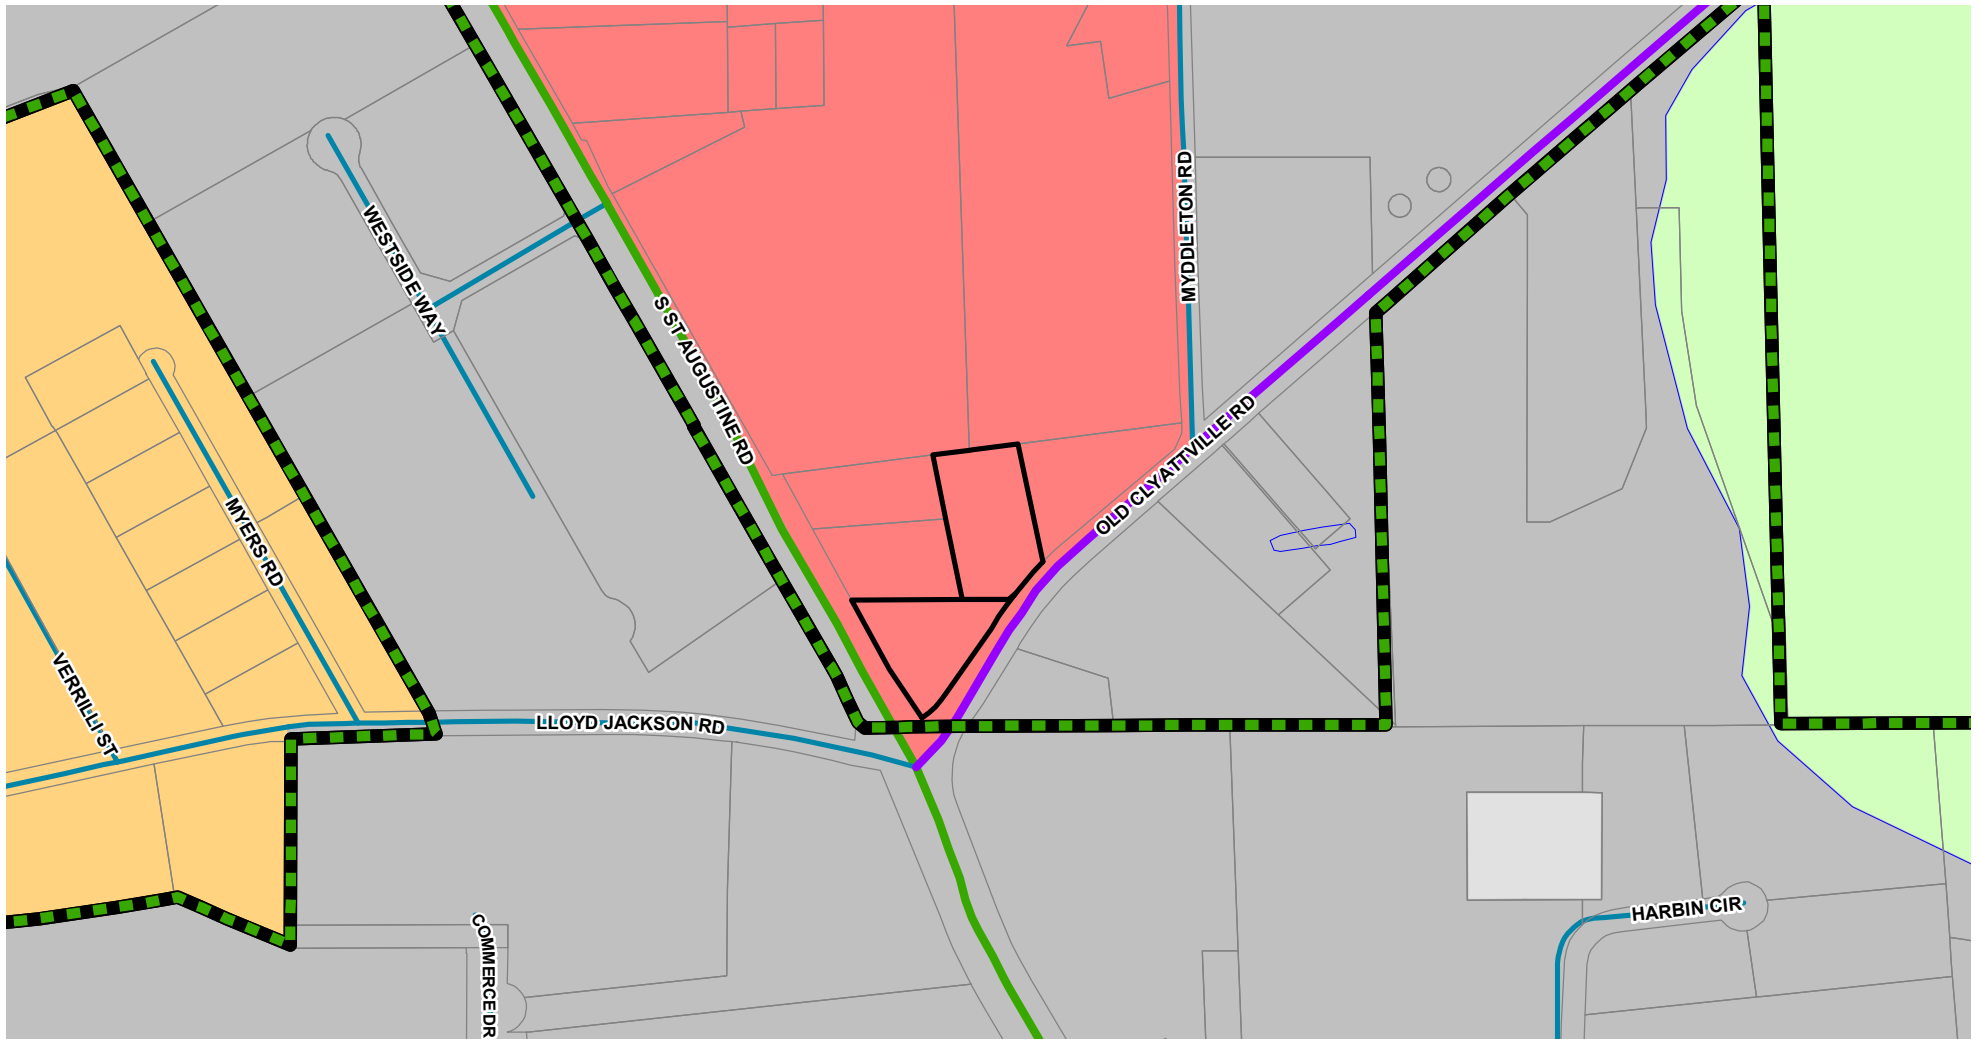 MYDDLETON RD
WESTSIDE WAY
S ST AUGUSTINE RD
OLD CLYATTVILLE RD
MYERS RD
VERRILLI ST
LLOYD JACKSON RD
HARBIN CIR
COMMERCE DR